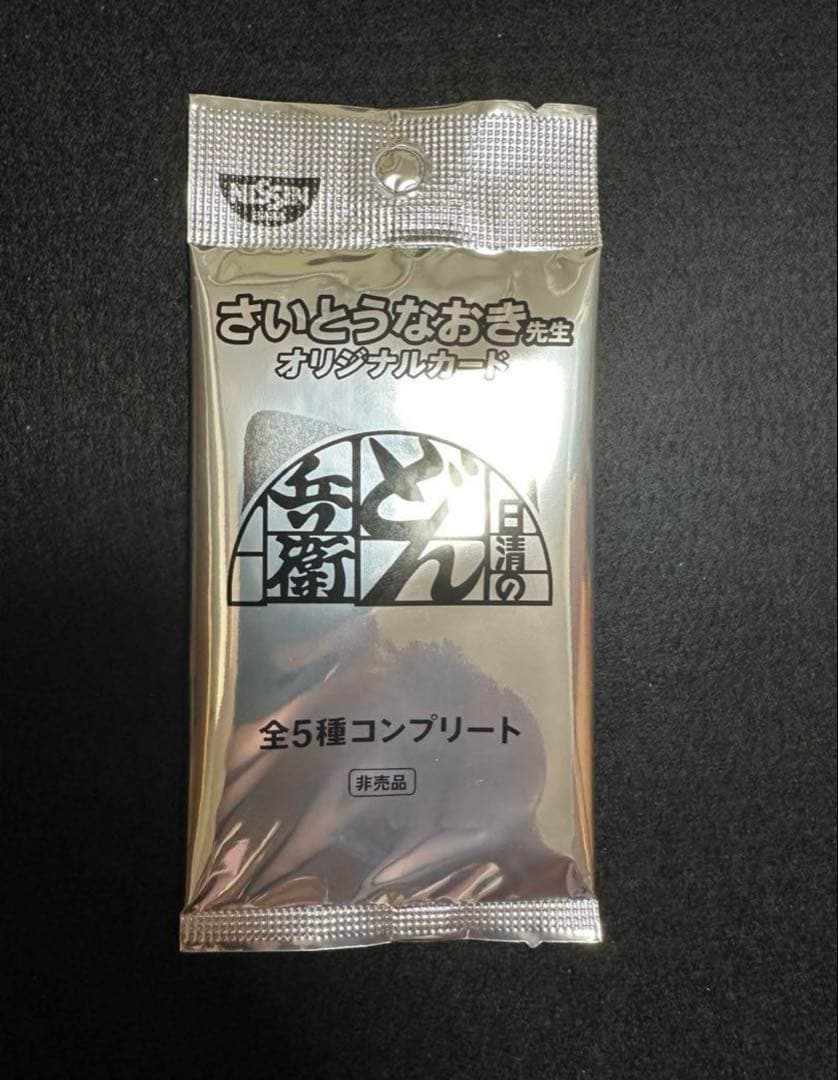 NISSIN
さいとうなおき先生
オリジナルカード
日清の
どん
兵衛
全5種コンプリート
非売品